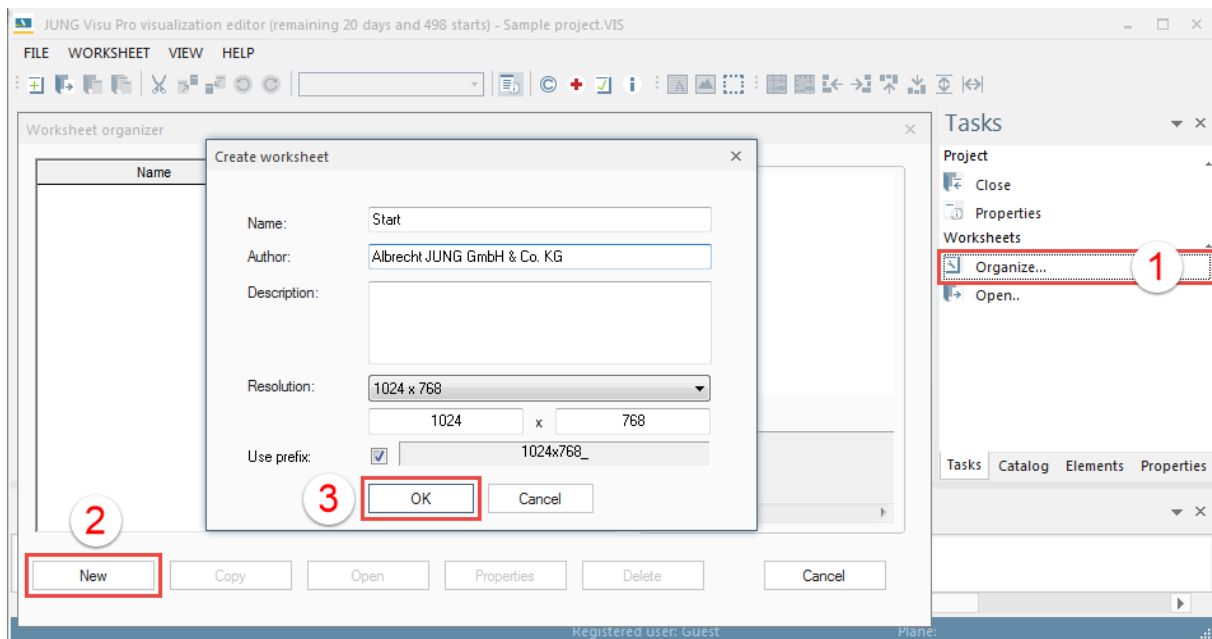 JUNG Visu Pro visualization editor (remaining 20 days and 498 starts) - Sample project.VIS
FILE WORKSHEET VIEW HELP
Worksheet organizer
Name
Create worksheet
Name: Start
Author: Albrecht JUNG GmbH & Co. KG
Description:
Resolution: 1024 x 768
1024 x 768
Use prefix: 1024x768_
3 OK Cancel
2
New Copy Open Properties Delete Cancel
Tasks
Project
Close
Properties
Worksheets
Organize... 1
Open..
Tasks Catalog Elements Properties
Registered user: Guest Plane: